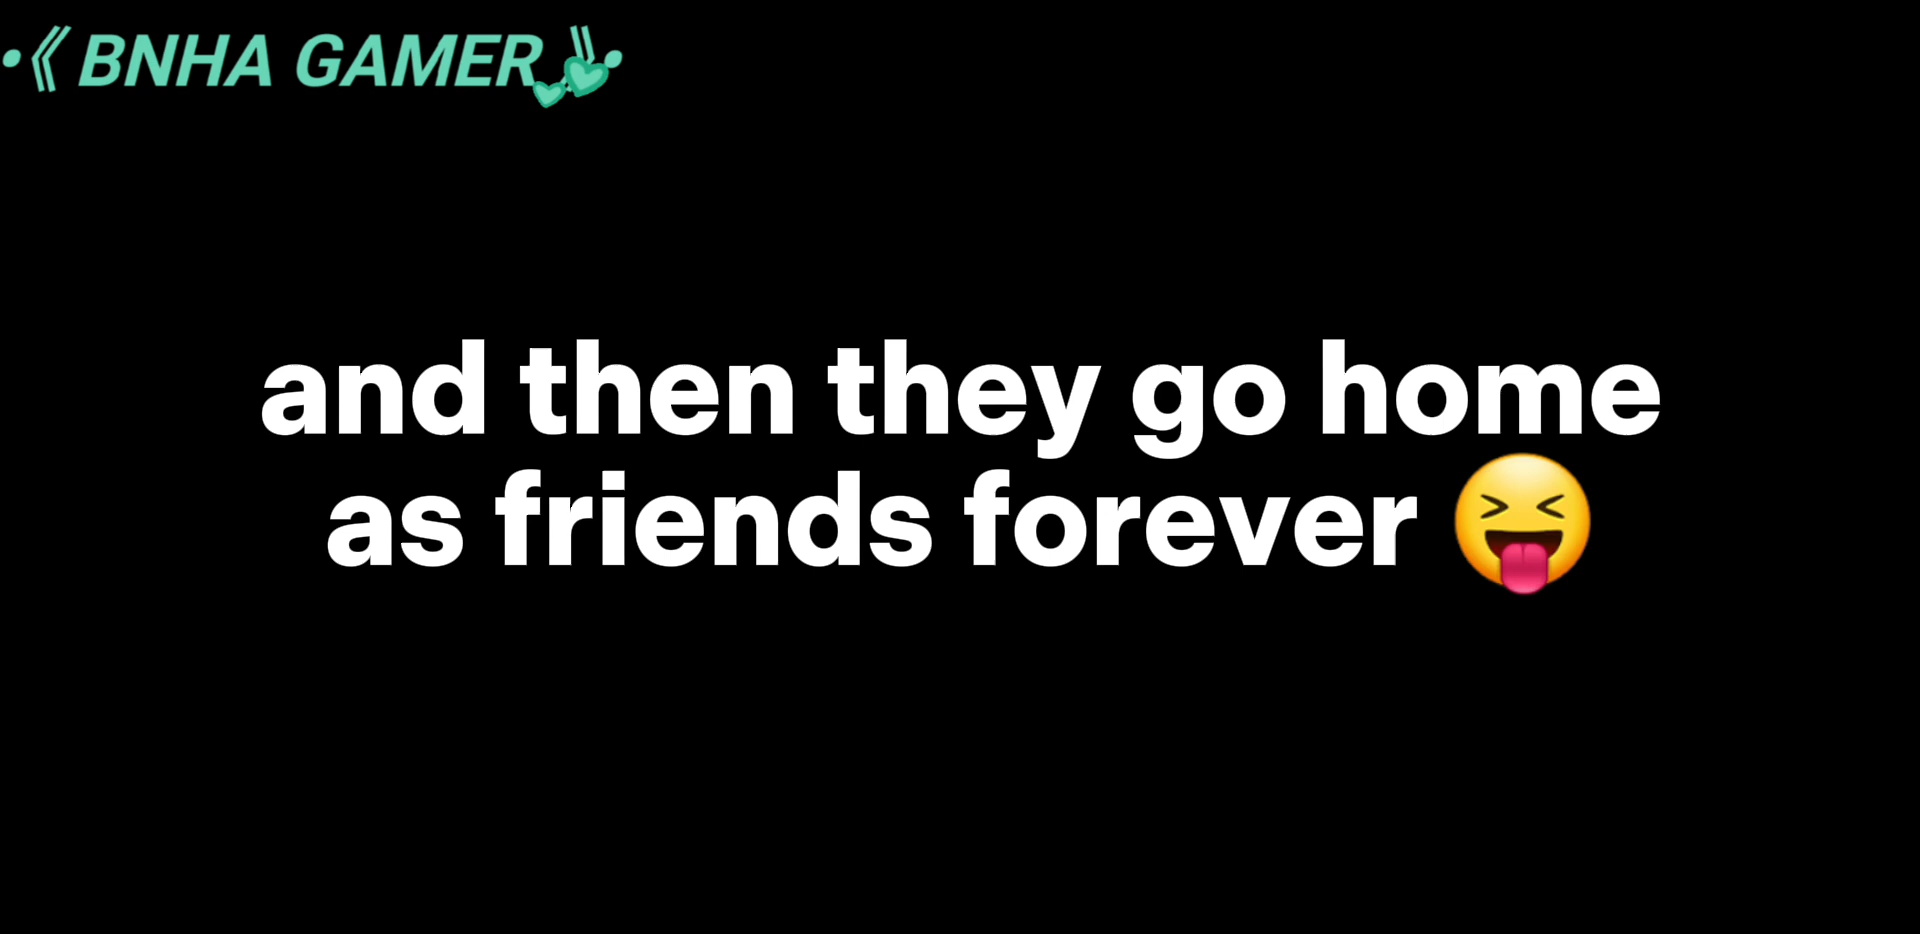 •《 BNHA GAMER 》•
and then they go home
as friends forever 😝